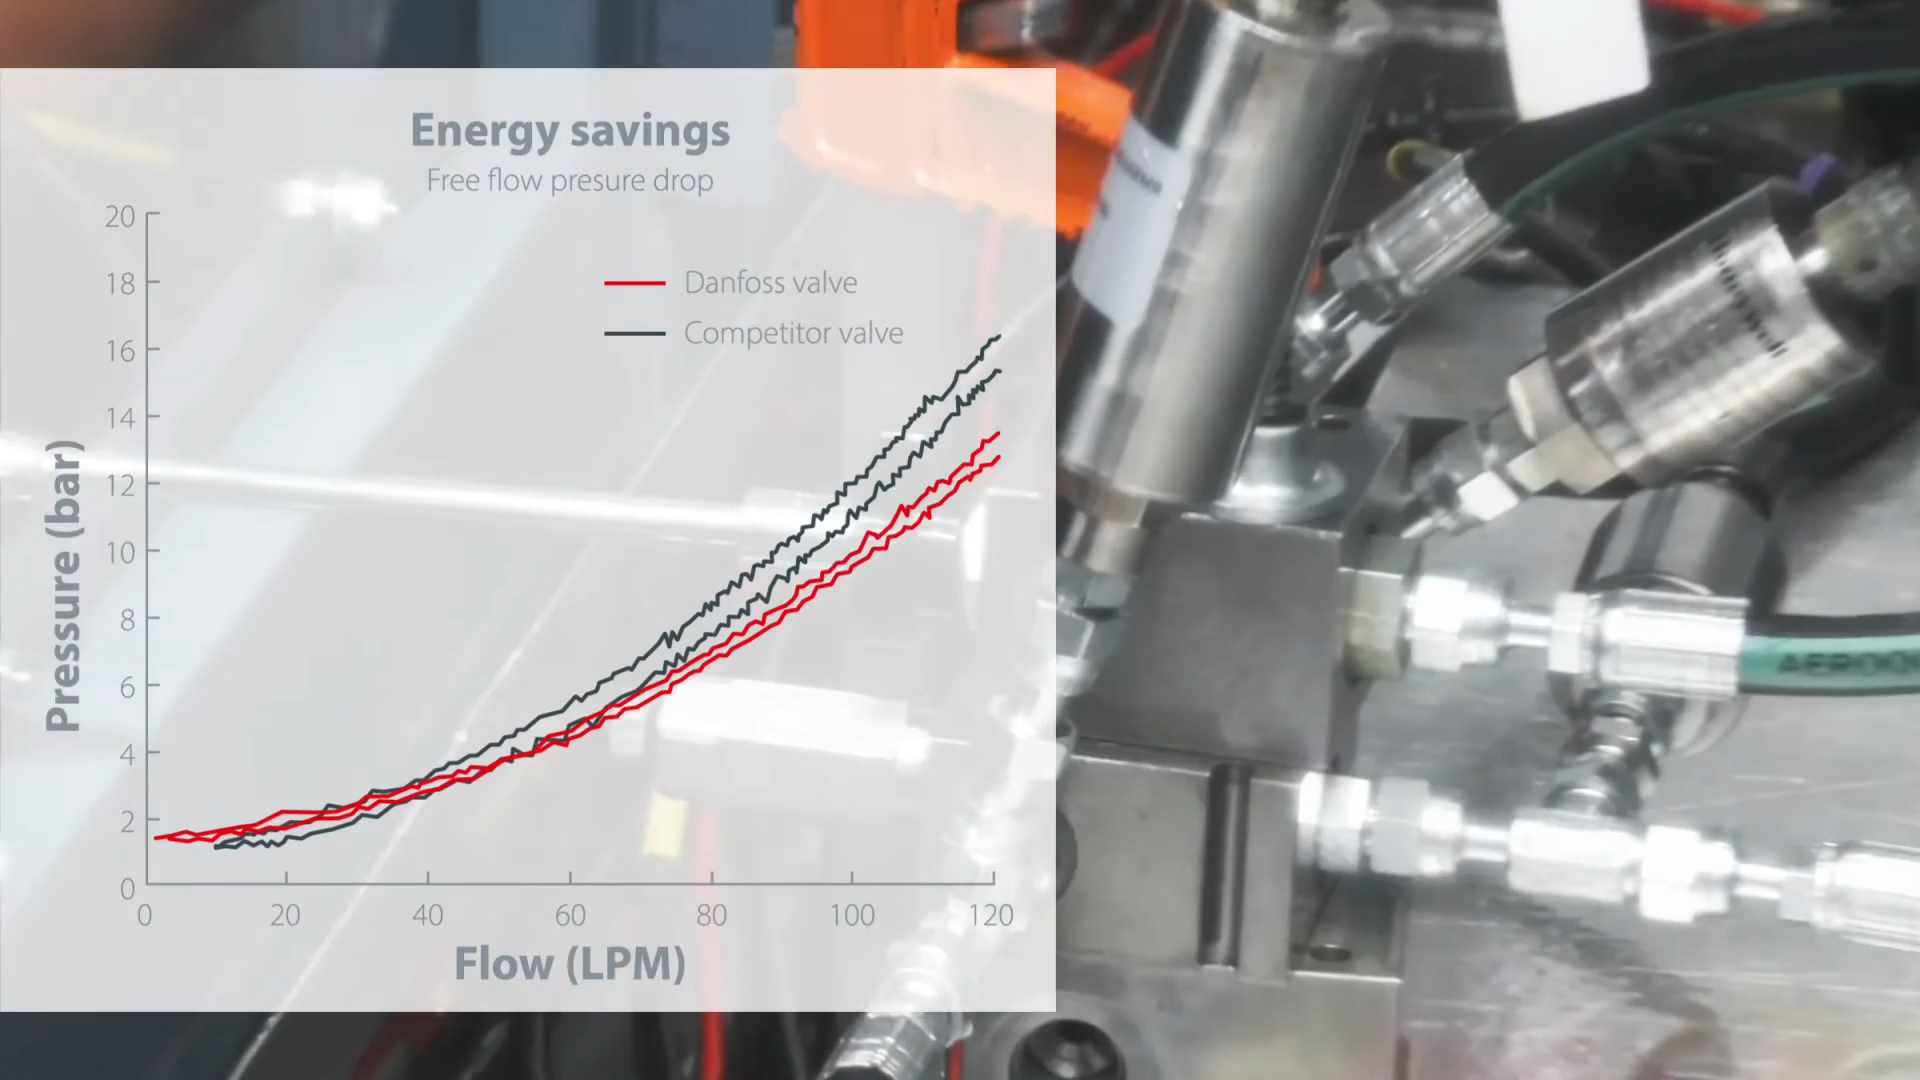 Energy savings
Free flow presure drop
20
18
16
14
12
10
8
6
4
2
0
Danfoss valve
Competitor valve
Pressure (bar)
0 20 40 60 80 100 120
Flow (LPM)